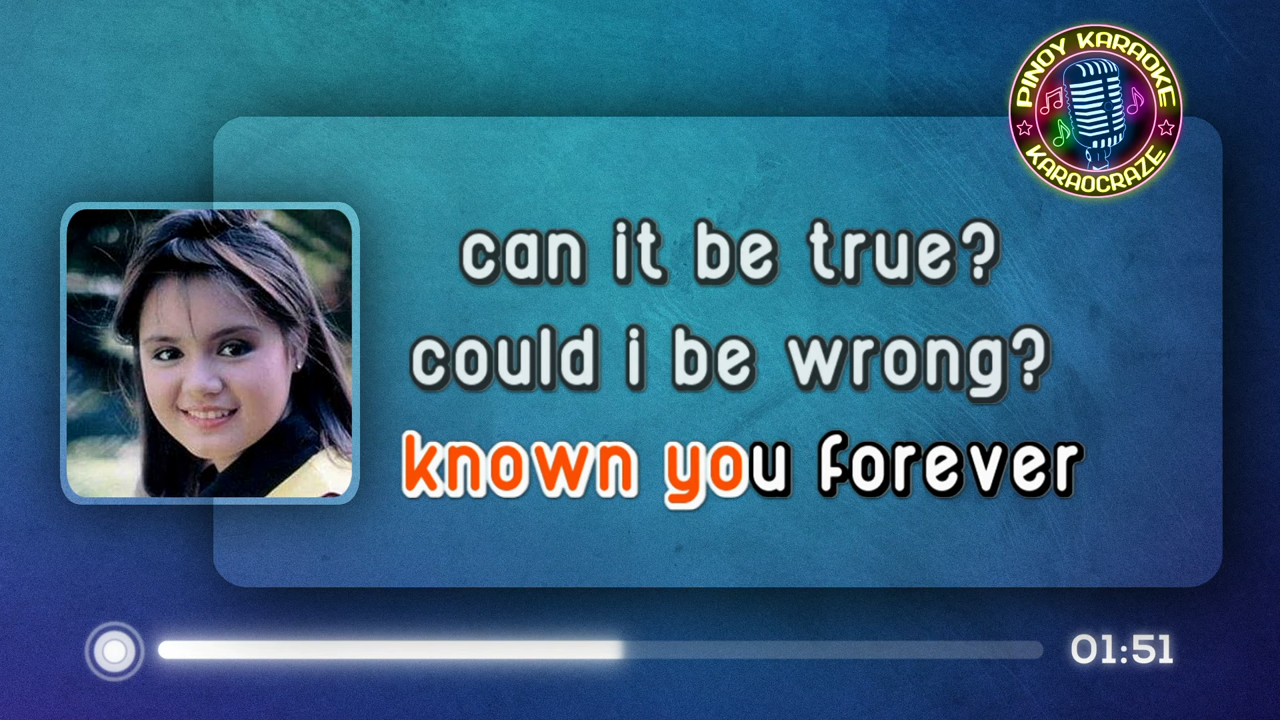 PINOY KARAOKE
KARAOCRAZE
can it be true?
could i be wrong?
known you forever
01:51